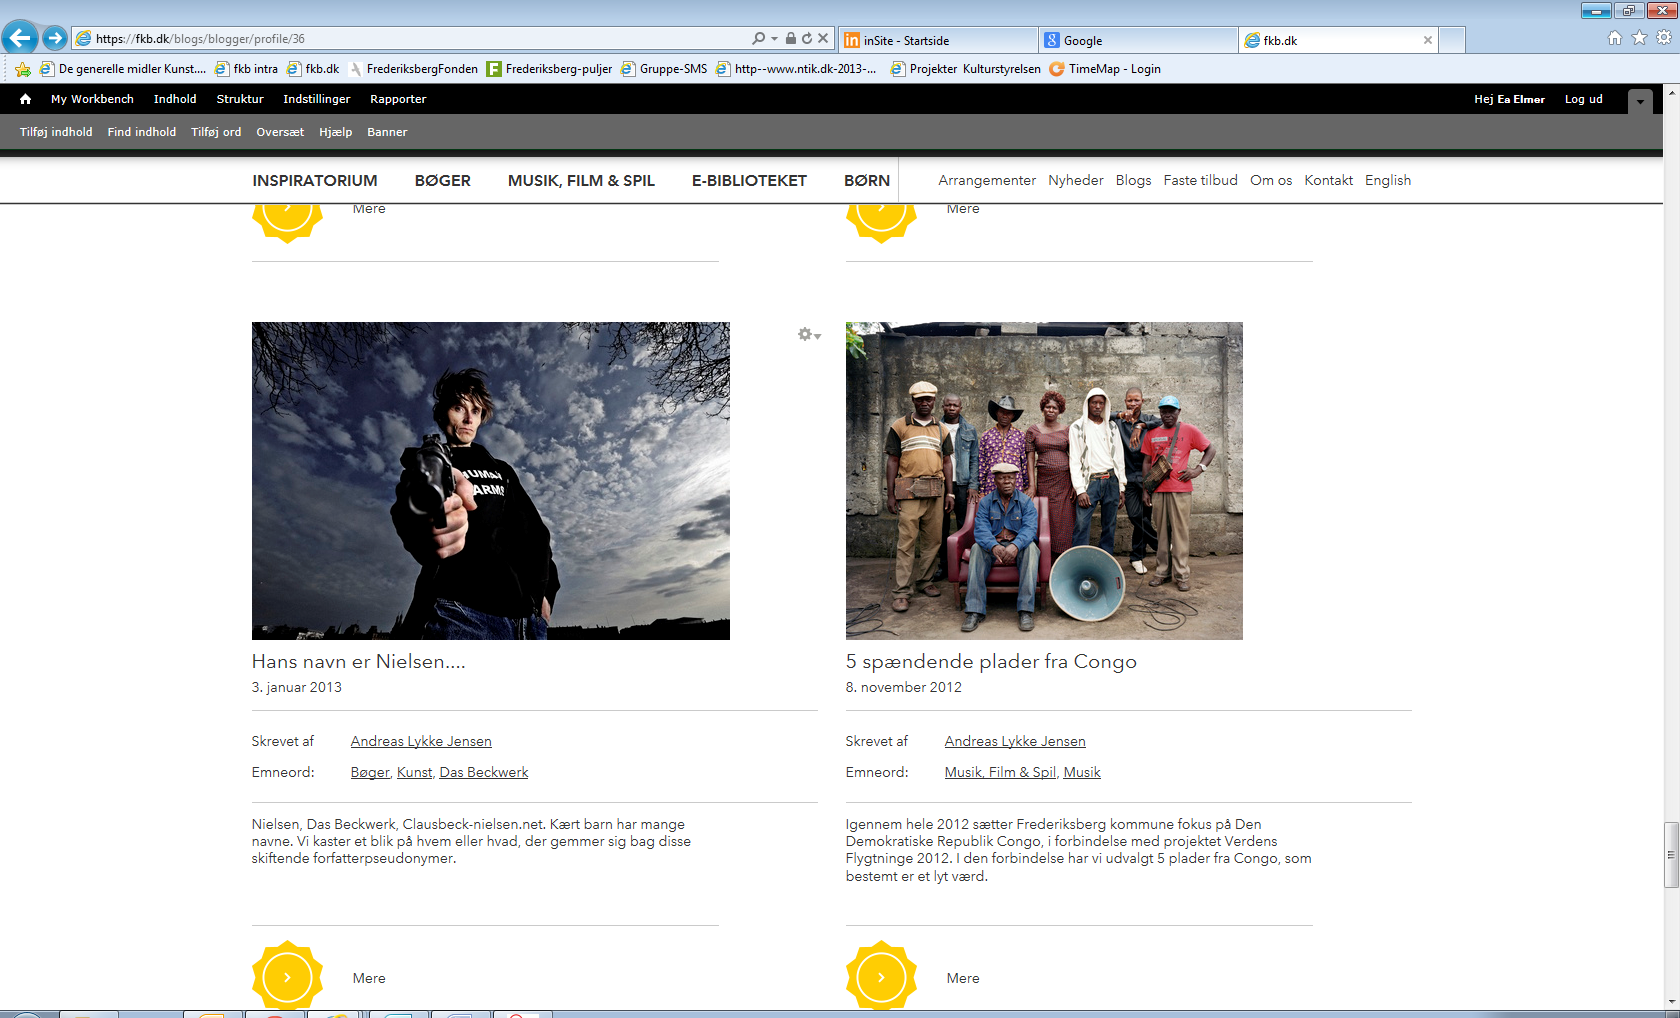 https://fkb.dk/blogs/blogger/profile/36
inSite - Startside
Google
fkb.dk
De generelle midler Kunst....
fkb intra
fkb.dk
FrederiksbergFonden
Frederiksberg-puljer
Gruppe-SMS
http--www.ntik.dk-2013-...
Projekter Kulturstyrelsen
TimeMap - Login
My Workbench
Indhold
Struktur
Indstillinger
Rapporter
Hej Ea Elmer
Log ud
Tilføj indhold
Find indhold
Tilføj ord
Oversæt
Hjælp
Banner
INSPIRATORIUM
BØGER
MUSIK, FILM & SPIL
E-BIBLIOTEKET
BØRN
Arrangementer
Nyheder
Blogs
Faste tilbud
Om os
Kontakt
English
Mere
Mere
HUMAN
ARMS
Hans navn er Nielsen....
3. januar 2013
Skrevet af Andreas Lykke Jensen
Emneord: Bøger, Kunst, Das Beckwerk
Nielsen, Das Beckwerk, Clausbeck-nielsen.net. Kært barn har mange
navne. Vi kaster et blik på hvem eller hvad, der gemmer sig bag disse
skiftende forfatterpseudonymer.
Mere
5 spændende plader fra Congo
8. november 2012
Skrevet af Andreas Lykke Jensen
Emneord: Musik, Film & Spil, Musik
Igennem hele 2012 sætter Frederiksberg kommune fokus på Den
Demokratiske Republik Congo, i forbindelse med projektet Verdens
Flygtninge 2012. I den forbindelse har vi udvalgt 5 plader fra Congo, som
bestemt er et lyt værd.
Mere